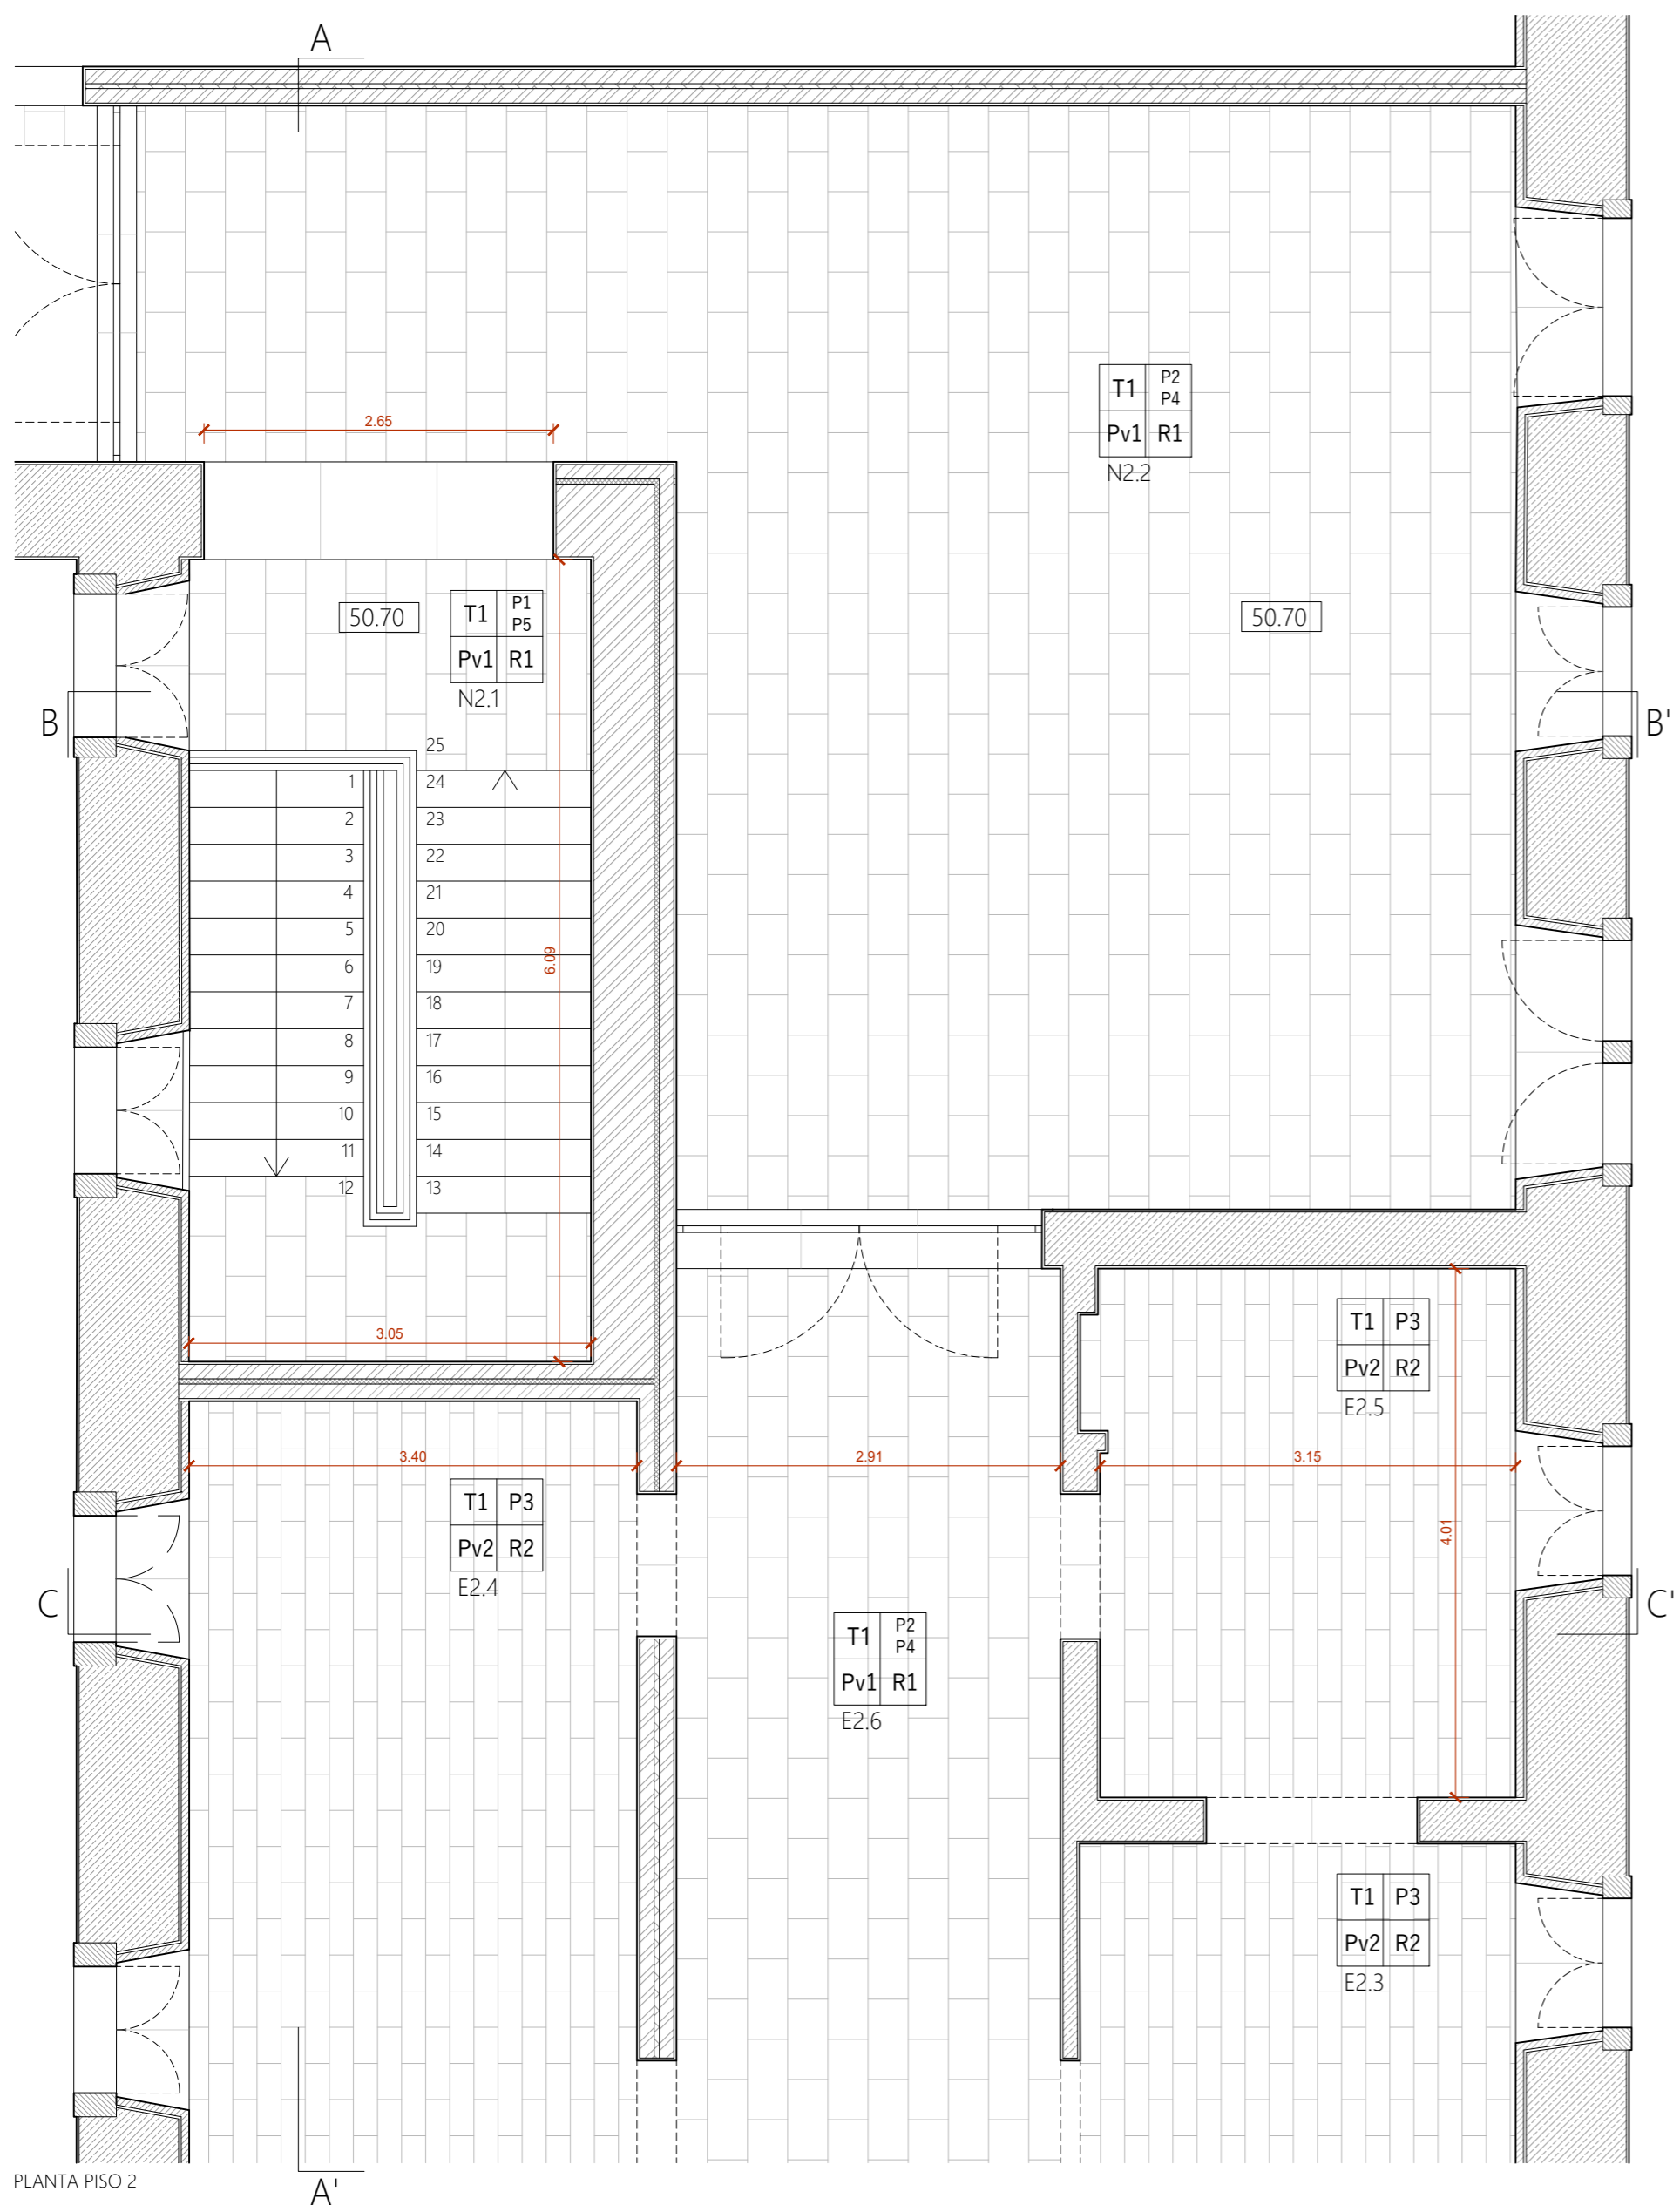 A
2.65
T1 P2
P4
Pv1 R1
N2.2
50.70
T1 P1
P5
Pv1 R1
N2.1
50.70
B
B'
25
1 24
2 23
3 22
4 21
5 20
6 19
7 18
8 17
9 16
10 15
11 14
12 13
6.09
3.05
T1 P3
Pv2 R2
E2.5
3.40
2.91
3.15
4.01
T1 P3
Pv2 R2
E2.4
C
C'
T1 P2
P4
Pv1 R1
E2.6
T1 P3
Pv2 R2
E2.3
PLANTA PISO 2
A'